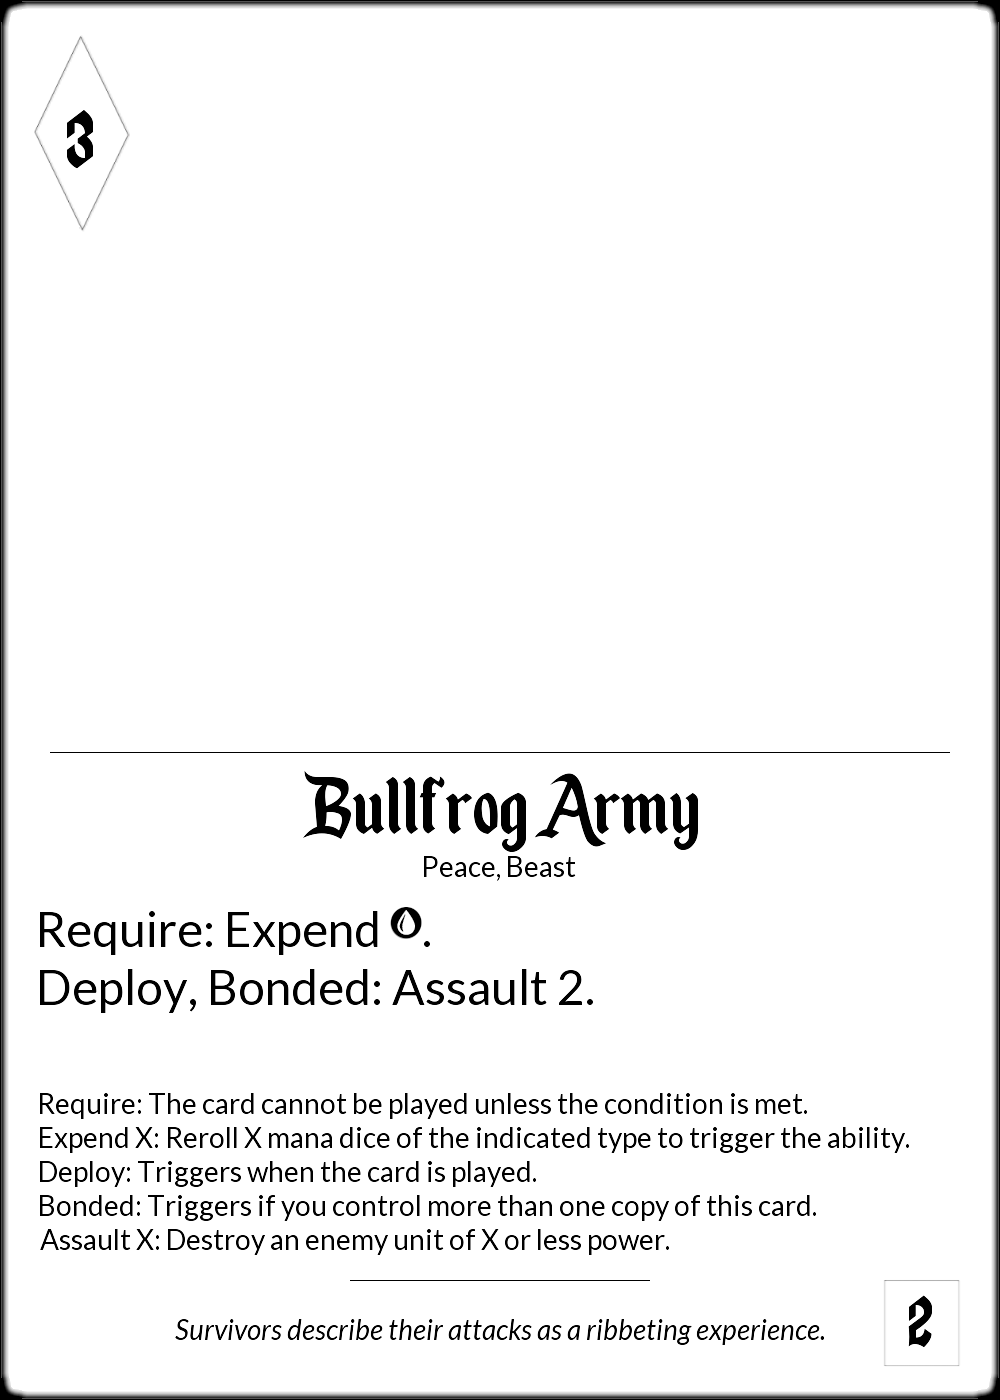 3
Bullfrog Army
Peace, Beast
Require: Expend .
Deploy, Bonded: Assault 2.
Require: The card cannot be played unless the condition is met.
Expend X: Reroll X mana dice of the indicated type to trigger the ability.
Deploy: Triggers when the card is played.
Bonded: Triggers if you control more than one copy of this card.
Assault X: Destroy an enemy unit of X or less power.
Survivors describe their attacks as a ribbeting experience.
2